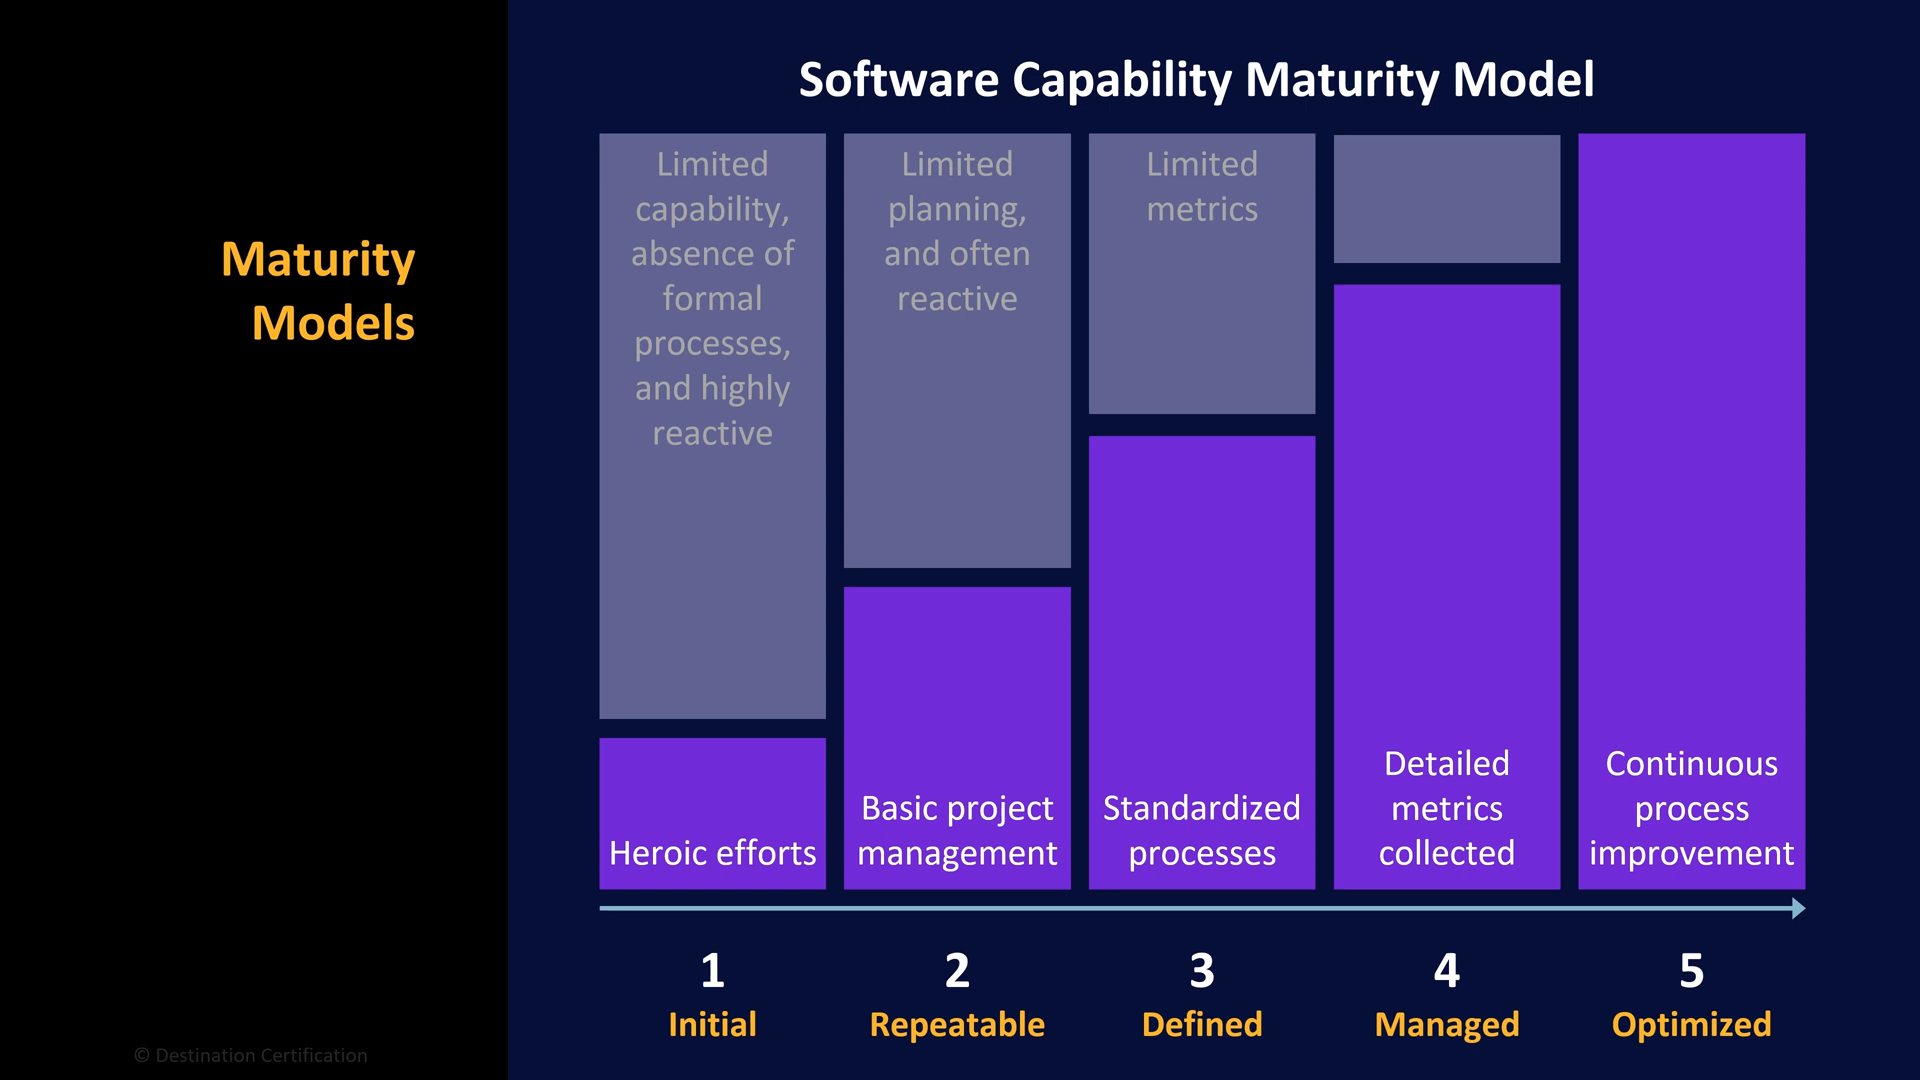 Maturity
Models
Software Capability Maturity Model
Limited
capability,
absence of
formal
processes,
and highly
reactive
Heroic efforts
1
Initial
Limited
planning,
and often
reactive
Basic project
management
2
Repeatable
Limited
metrics
Standardized
processes
3
Defined
Detailed
metrics
collected
4
Managed
Continuous
process
improvement
5
Optimized
© Destination Certification